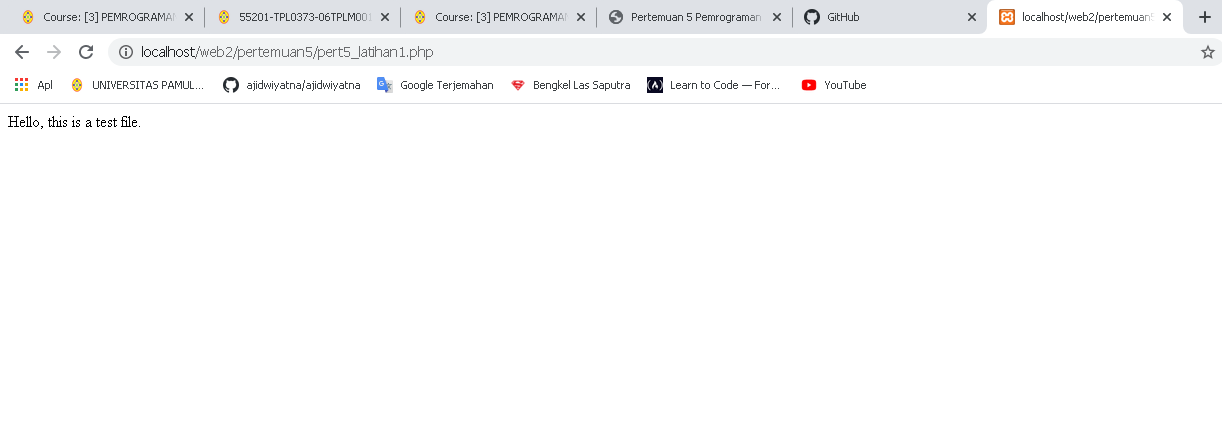 Course: [3] PEMROGRAMAN
55201-TPL0373-06TPLM001
Course: [3] PEMROGRAMAN
Pertemuan 5 Pemrograman
GitHub
localhost/web2/pertemuan5
localhost/web2/pertemuan5/pert5_latihan1.php
Apl
UNIVERSITAS PAMUL...
ajidwiyatna/ajidwiyatna
Google Terjemahan
Bengkel Las Saputra
Learn to Code — For...
YouTube
Hello, this is a test file.